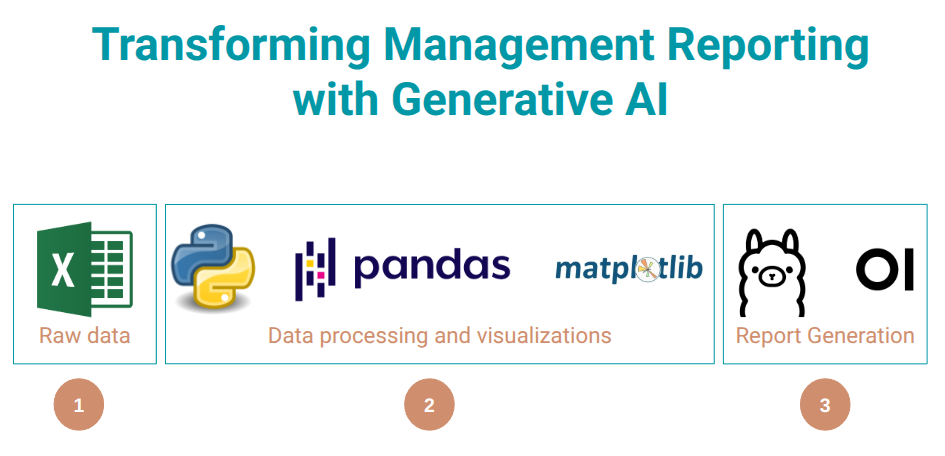 Transforming Management Reporting
with Generative AI
X
pandas
matplotlib
OI
Raw data
Data processing and visualizations
Report Generation
1
2
3